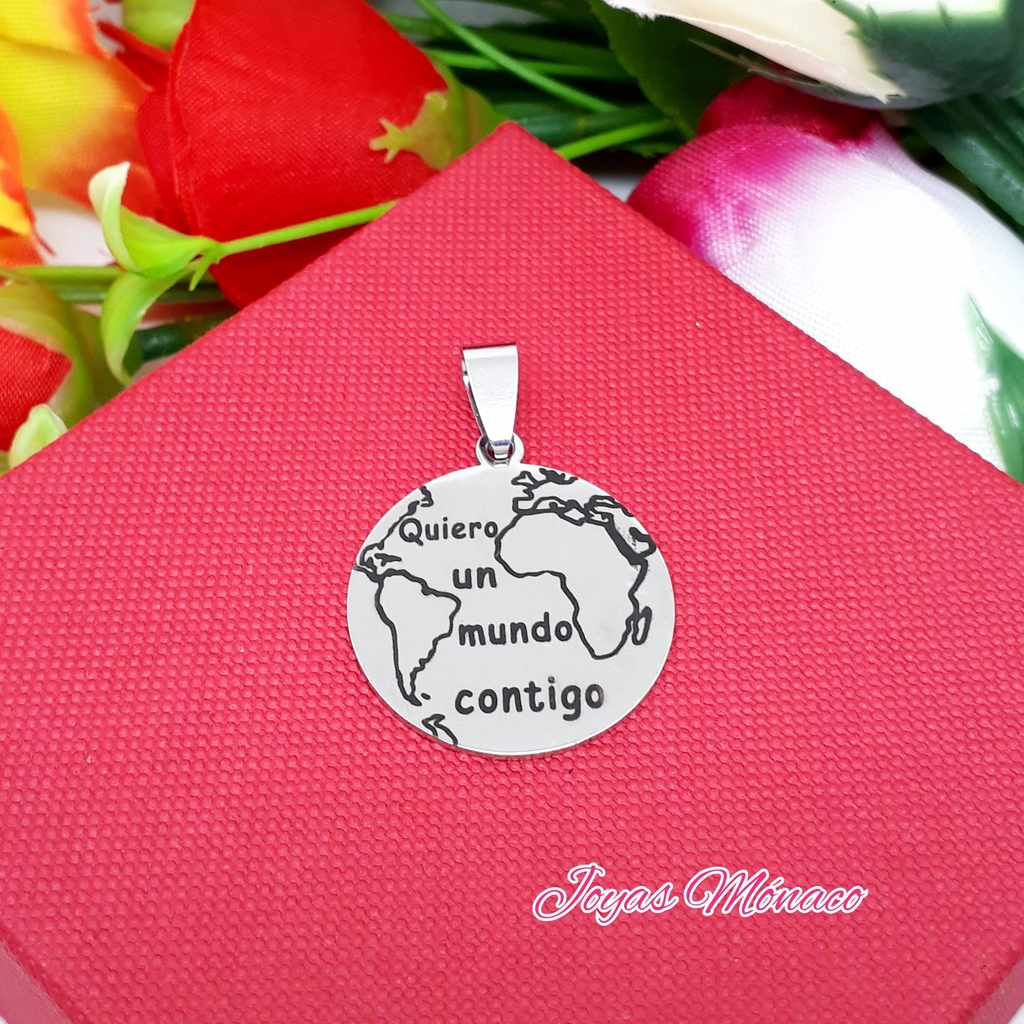 Quiero
un
mundo
contigo
Joyas Mónaco